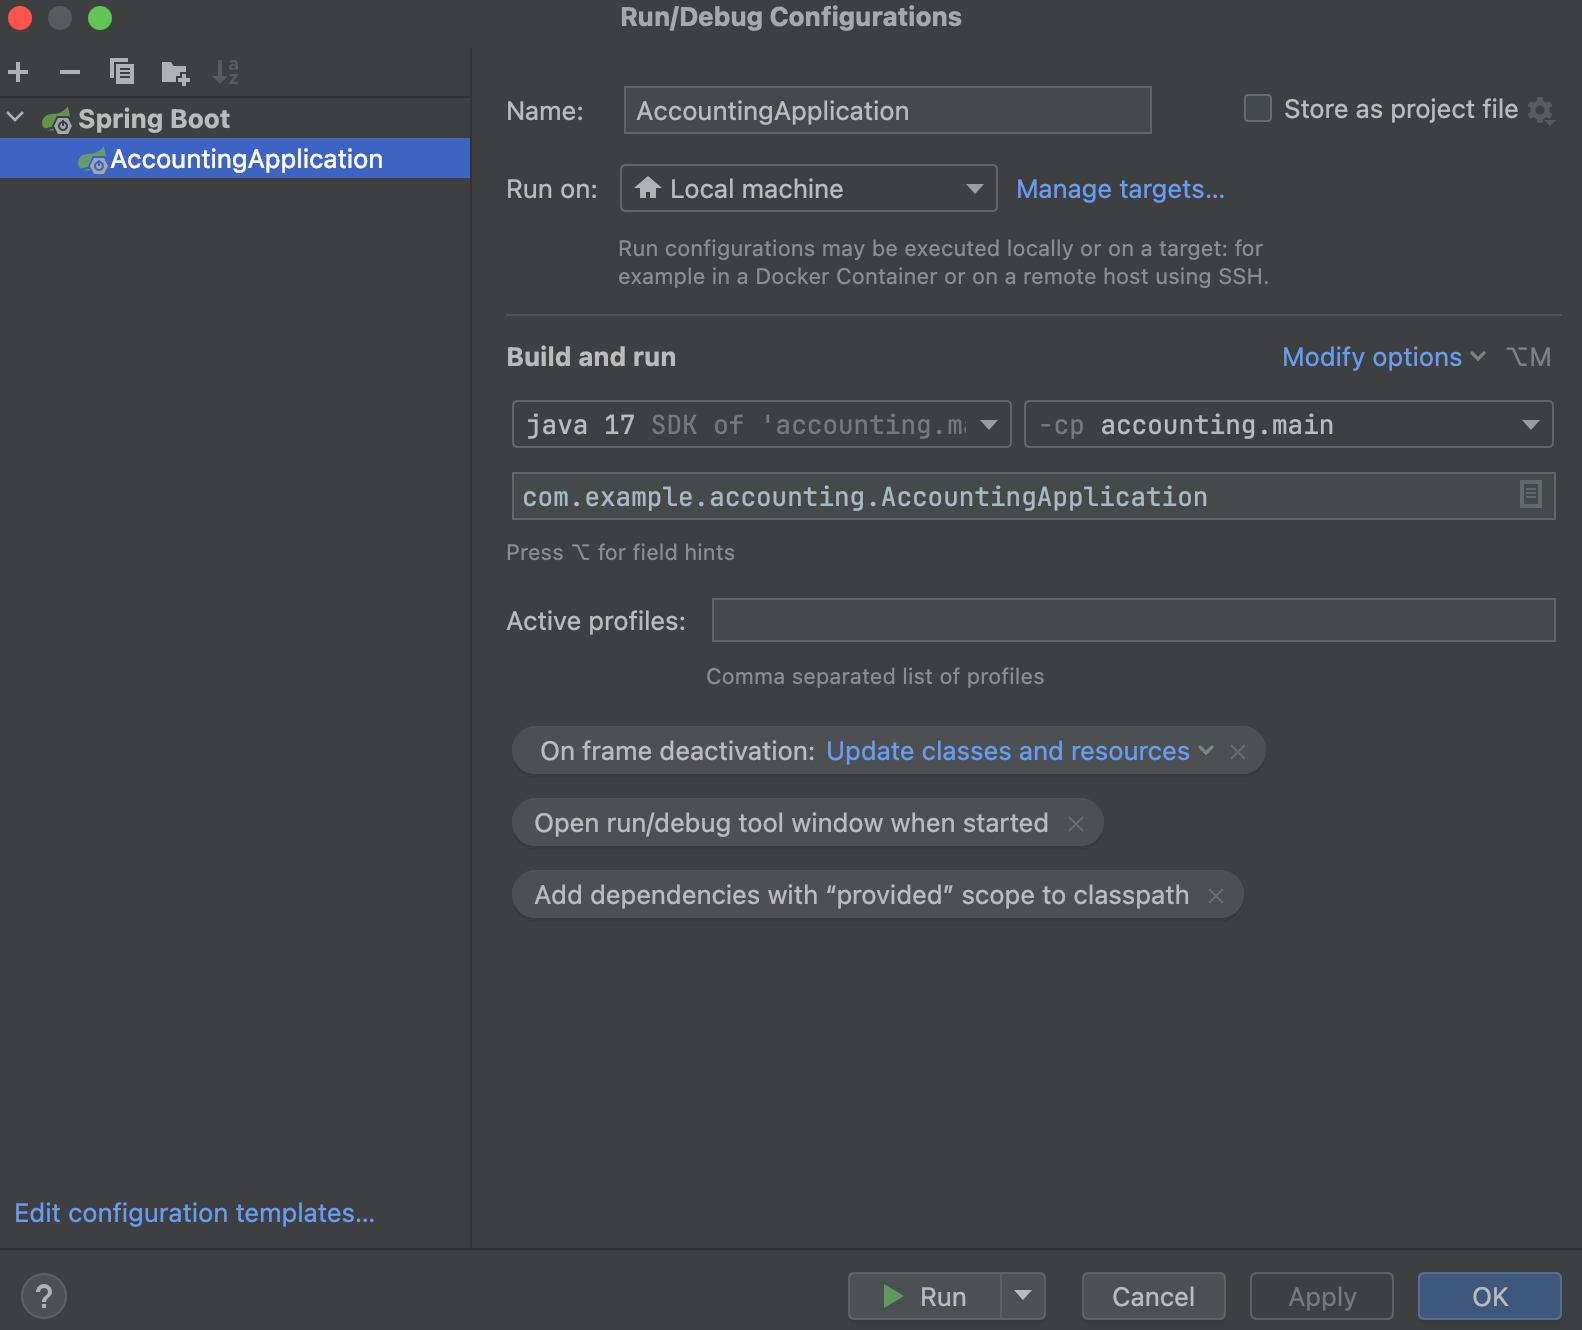 Run/Debug Configurations
Spring Boot
AccountingApplication
Name: AccountingApplication Store as project file
Run on: Local machine Manage targets...
Run configurations may be executed locally or on a target: for
example in a Docker Container or on a remote host using SSH.
Build and run Modify options ⌥M
java 17 SDK of 'accounting.ma -cp accounting.main
com.example.accounting.AccountingApplication
Press ⌥ for field hints
Active profiles:
Comma separated list of profiles
On frame deactivation: Update classes and resources
Open run/debug tool window when started
Add dependencies with “provided” scope to classpath
Edit configuration templates...
? Run Cancel Apply OK